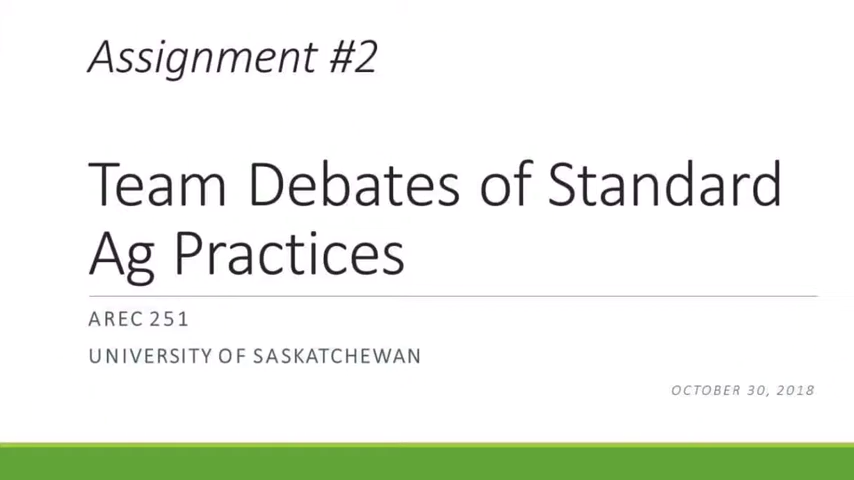 Assignment #2
Team Debates of Standard
Ag Practices
AREC 251
UNIVERSITY OF SASKATCHEWAN
OCTOBER 30, 2018